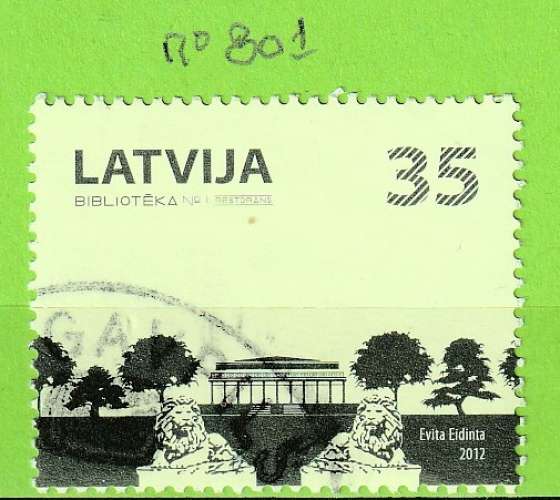 n° 801
LATVIJA 35
BIBLIOTĒKA № 1 RESTORĀNS
Evita Eidinta
2012